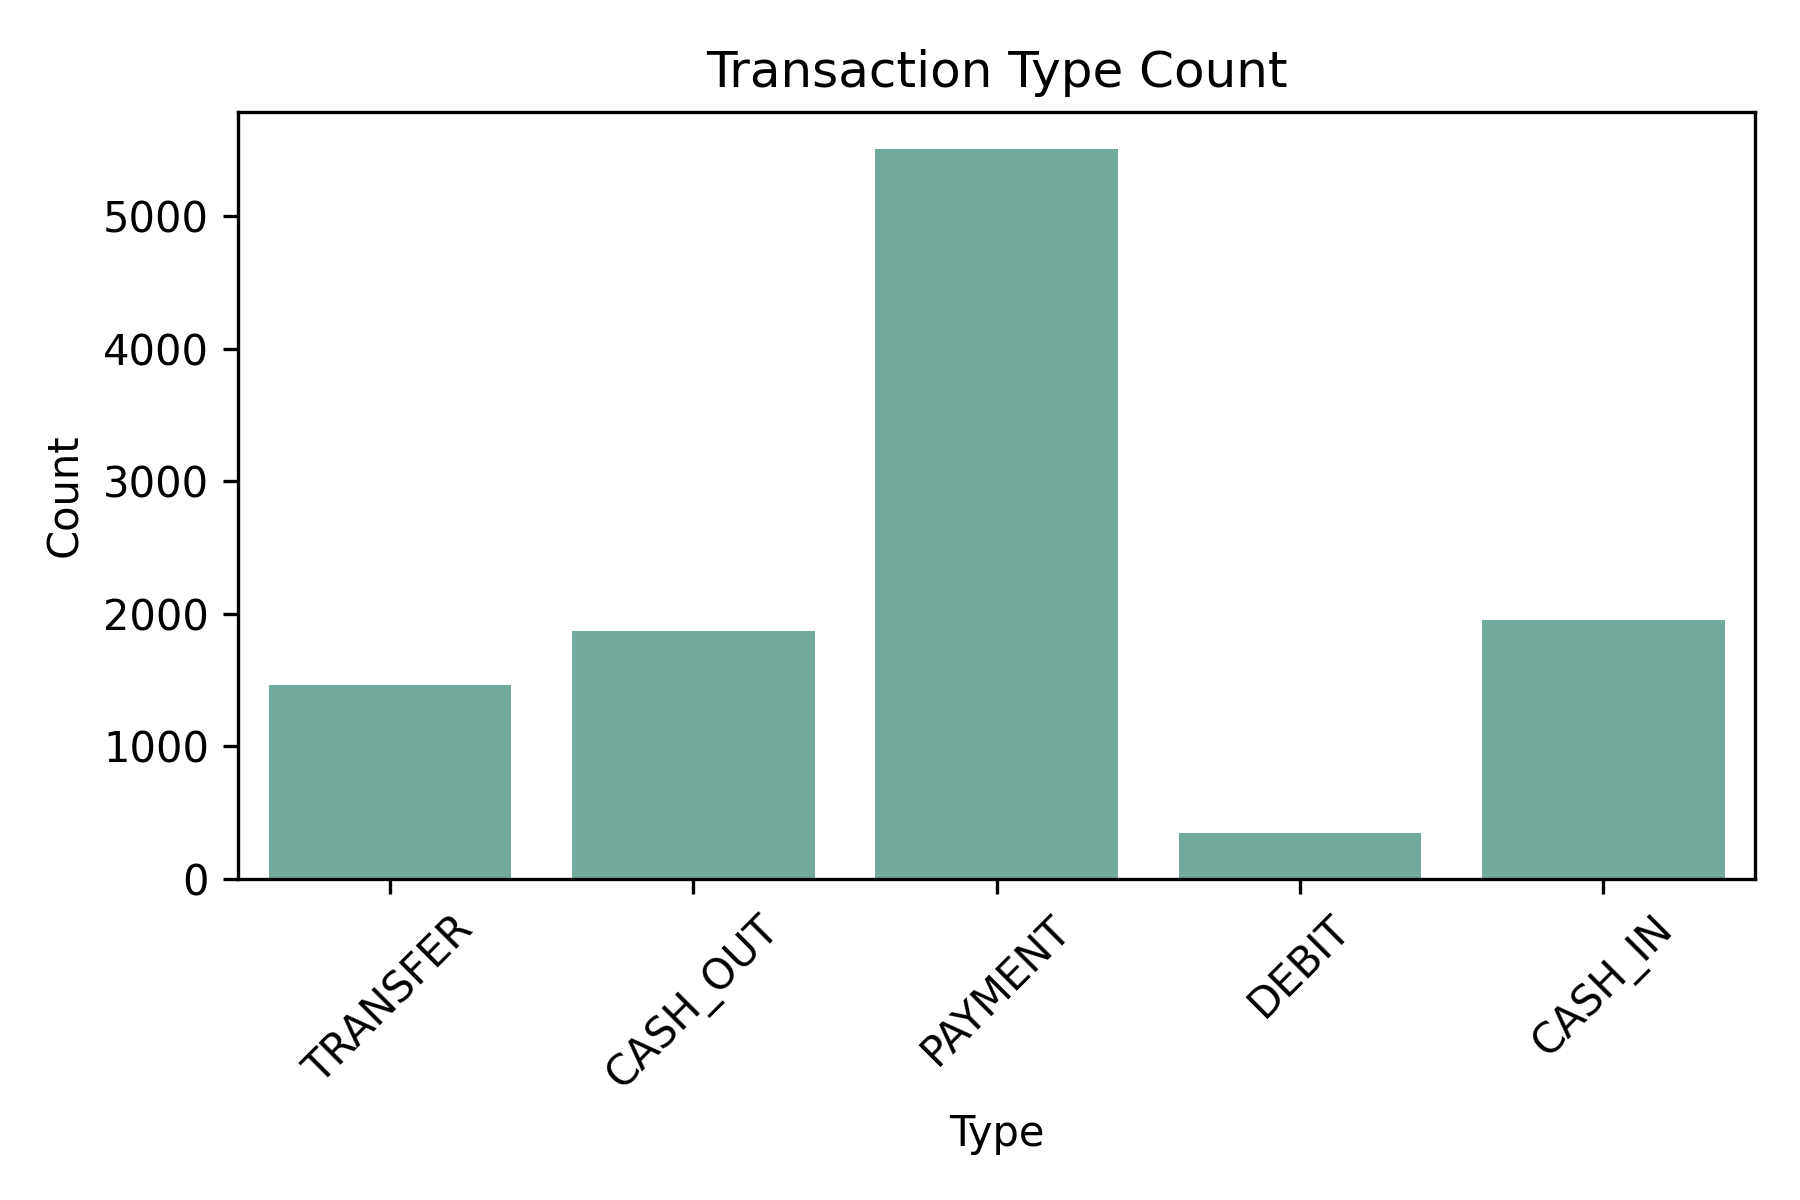 Transaction Type Count
Count
5000
4000
3000
2000
1000
0
TRANSFER
CASH_OUT
PAYMENT
DEBIT
CASH_IN
Type